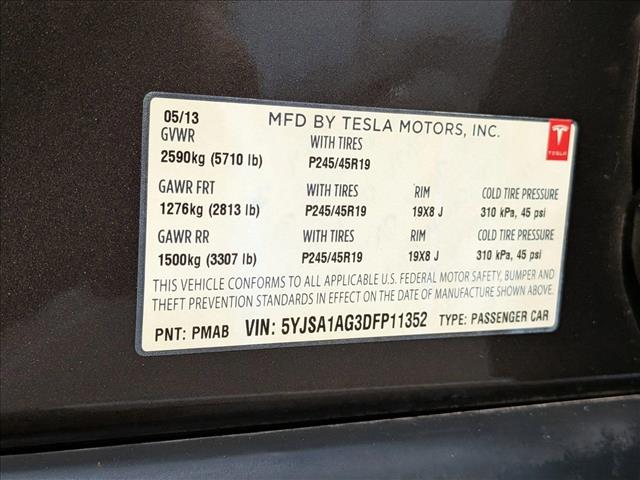 05/13 MFD BY TESLA MOTORS, INC.
GVWR WITH TIRES
2590kg (5710 lb) P245/45R19
TESLA
GAWR FRT WITH TIRES RIM COLD TIRE PRESSURE
1276kg (2813 lb) P245/45R19 19X8 J 310 kPa, 45 psi
GAWR RR WITH TIRES RIM COLD TIRE PRESSURE
1500kg (3307 lb) P245/45R19 19X8 J 310 kPa, 45 psi
THIS VEHICLE CONFORMS TO ALL APPLICABLE U.S. FEDERAL MOTOR SAFETY, BUMPER AND
THEFT PREVENTION STANDARDS IN EFFECT ON THE DATE OF MANUFACTURE SHOWN ABOVE.
PNT: PMAB VIN: 5YJSA1AG3DFP11352 TYPE: PASSENGER CAR